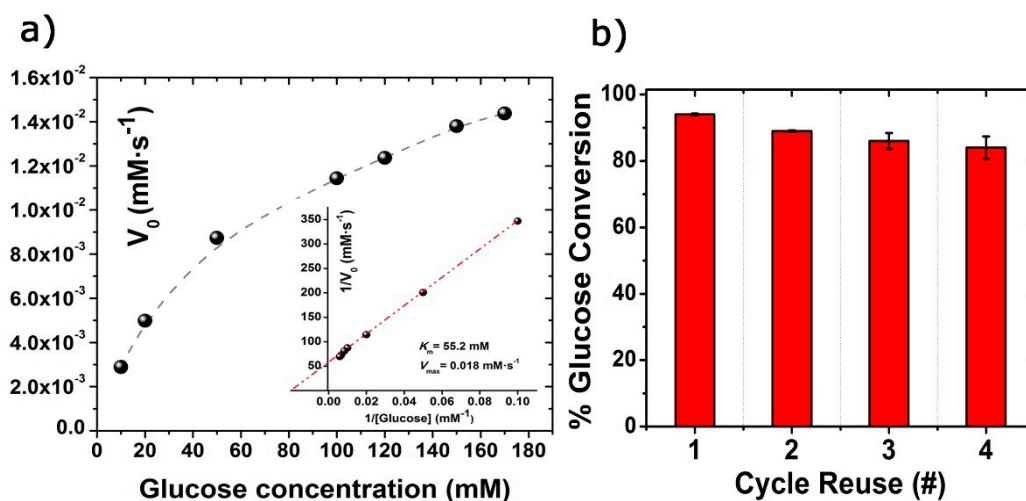 a)
1.6x10⁻²
1.4x10⁻²
1.2x10⁻²
1.0x10⁻²
8.0x10⁻³
6.0x10⁻³
4.0x10⁻³
2.0x10⁻³
0.0
V₀ (mM·s⁻¹)
0 20 40 60 80 100 120 140 160 180
Glucose concentration (mM)
350
300
250
200
150
100
50
1/V₀ (mM·s⁻¹)
Kₘ= 55.2 mM
Vₘₐₓ= 0.018 mM·s⁻¹
0.00 0.02 0.04 0.06 0.08 0.10
1/[Glucose] (mM⁻¹)
b)
100
80
60
40
20
0
% Glucose Conversion
1 2 3 4
Cycle Reuse (#)